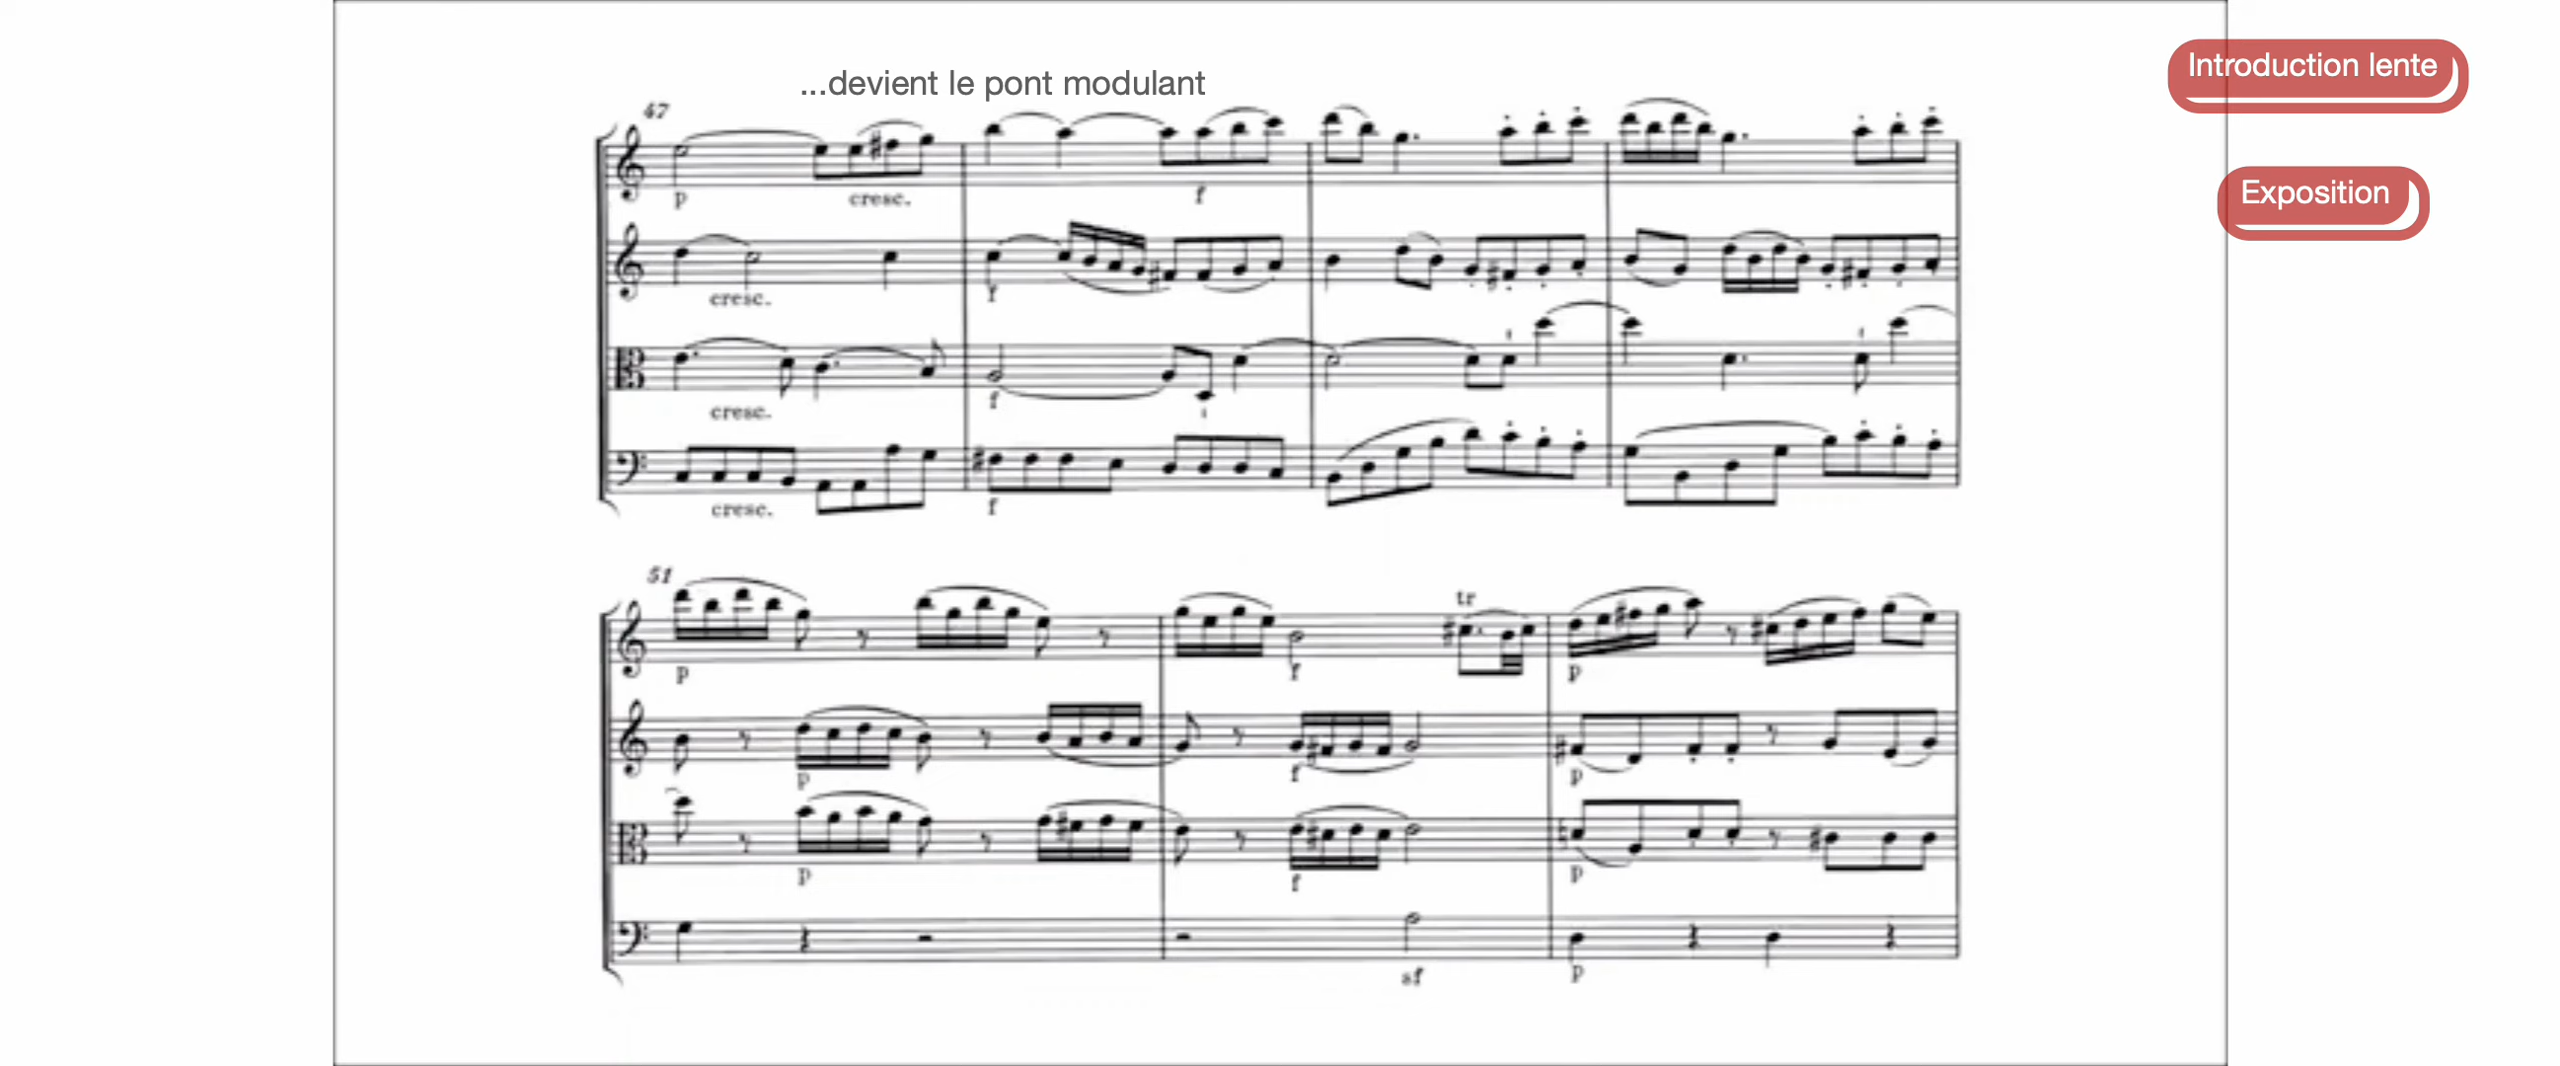 ...devient le pont modulant
Introduction lente
Exposition
47
p cresc. f
cresc. f
cresc. f
cresc. f
51
tr
p f p
p f p
p f p
sf p